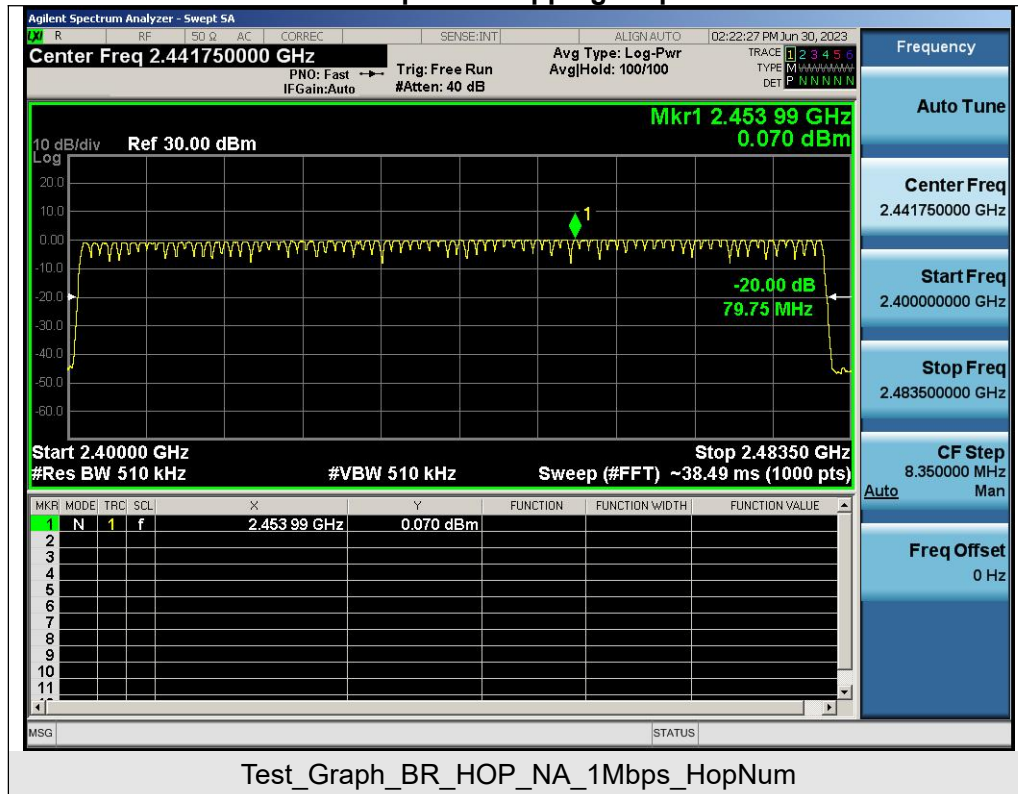 Agilent Spectrum Analyzer - Swept SA
LXI R RF 50 Ω AC CORREC SENSE:INT ALIGN AUTO 02:22:27 PM Jun 30, 2023
Center Freq 2.441750000 GHz
PNO: Fast
IFGain:Auto
Trig: Free Run
#Atten: 40 dB
Avg Type: Log-Pwr
Avg|Hold: 100/100
TRACE 1 2 3 4 5 6
TYPE M WWWWW
DET P N N N N N
Mkr1 2.453 99 GHz
0.070 dBm
10 dB/div Ref 30.00 dBm
Log
20.0
10.0
0.00
-10.0
-20.0
-30.0
-40.0
-50.0
-60.0
1
-20.00 dB
79.75 MHz
Start 2.40000 GHz Stop 2.48350 GHz
#Res BW 510 kHz #VBW 510 kHz Sweep (#FFT) ~38.49 ms (1000 pts)
MKR MODE TRC SCL X Y FUNCTION FUNCTION WIDTH FUNCTION VALUE
1 N 1 f 2.453 99 GHz 0.070 dBm
2
3
4
5
6
7
8
9
10
11
MSG STATUS
Frequency
Auto Tune
Center Freq
2.441750000 GHz
Start Freq
2.400000000 GHz
Stop Freq
2.483500000 GHz
CF Step
8.350000 MHz
Auto Man
Freq Offset
0 Hz
Test_Graph_BR_HOP_NA_1Mbps_HopNum